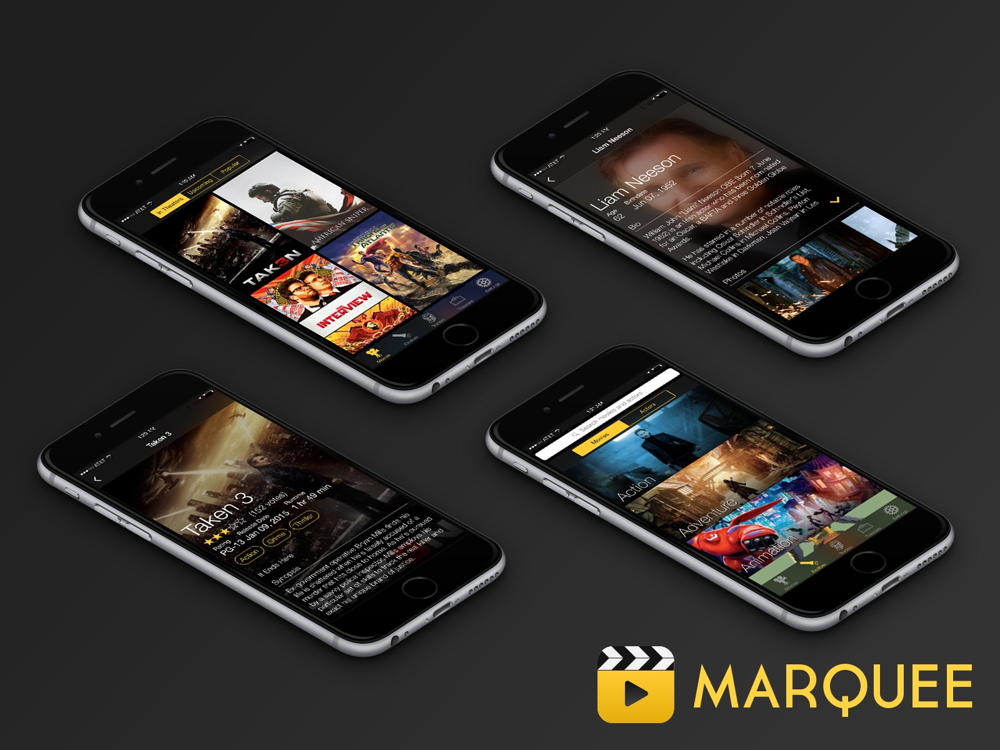 AT&T
1:19 AM
In Theaters
Upcoming
Popular
TAK3N
AMERICAN SNIPER
THE INTERVIEW
ATLANTIS
Movies
Explore
Trailers
Theaters
Settings
AT&T
1:20 AM
Liam Neeson
Liam Neeson
Age
Birthdate
62
Jun 07, 1952
Bio
William John "Liam" Neeson OBE (born 7 June
1952) is an Irish actor who has been nominated
for an Oscar, a BAFTA and three Golden Globe
Awards.
He has starred in a number of notable roles
including Oskar Schindler in Schindler's List,
Michael Collins in Michael Collins, Peyton
Westlake in Darkman, Jean Valjean in Les
Photos
AT&T
1:20 AM
Taken 3
Taken 3
(152 votes)
Rating
Release Date
Runtime
PG-13
Jan 09, 2015
1 hr 49 min
Action
Crime
Thriller
It Ends Here
Synopsis
Ex-government operative Bryan Mills finds his
life is shattered when he's falsely accused of a
murder that hits close to home. As he's pursued
by a savvy police inspector, Mills employs his
particular set of skills to track the real killer and
exact his unique brand of justice.
AT&T
1:21 AM
Search movies and actors
Movies
Actors
Action
Adventure
Animation
Movies
Explore
Trailers
Theaters
Settings
MARQUEE